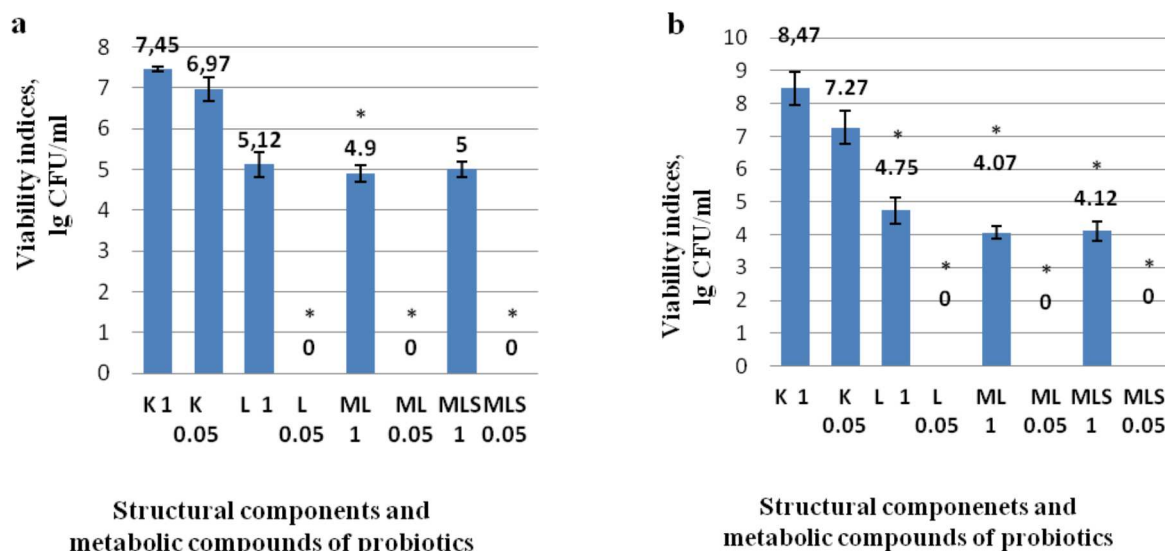 a
8
7
6
5
4
3
2
1
0
Viability indices,
lg CFU/ml
7,45
6,97
5,12
*
4.9
5
* * *
0 0 0
K 1 K L 1 L ML ML MLS MLS
0.05 0.05 1 0.05 1 0.05
Structural components and
metabolic compounds of probiotics
b
10
9
8
7
6
5
4
3
2
1
0
Viability indices,
lg CFU/ml
8,47
7.27
* *
4.75 4.07
*
4.12
* * *
0 0 0
K 1 K L 1 L ML ML MLS MLS
0.05 0.05 1 0.05 1 0.05
Structural componenets and
metabolic compounds of probiotics